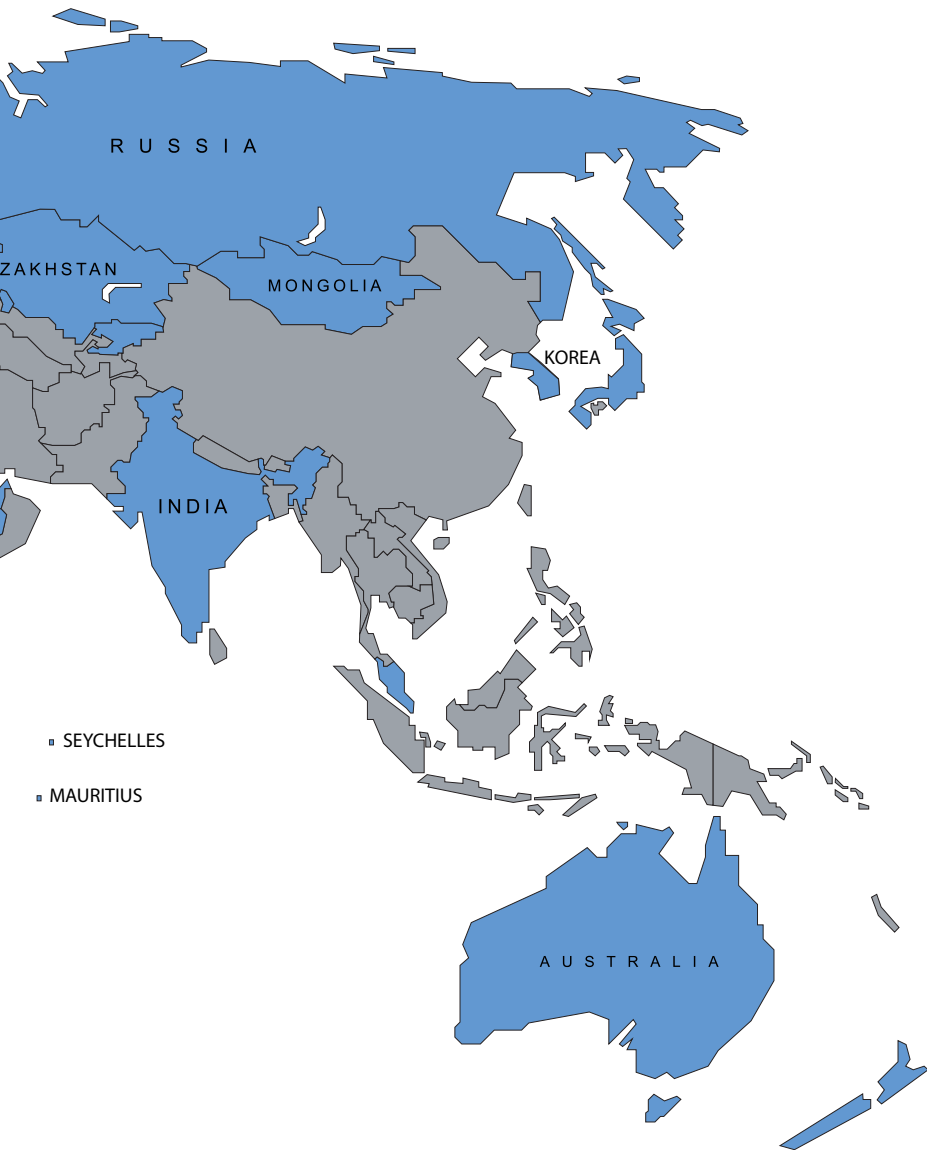 RUSSIA
ZAKHSTAN
MONGOLIA
KOREA
INDIA
SEYCHELLES
MAURITIUS
AUSTRALIA